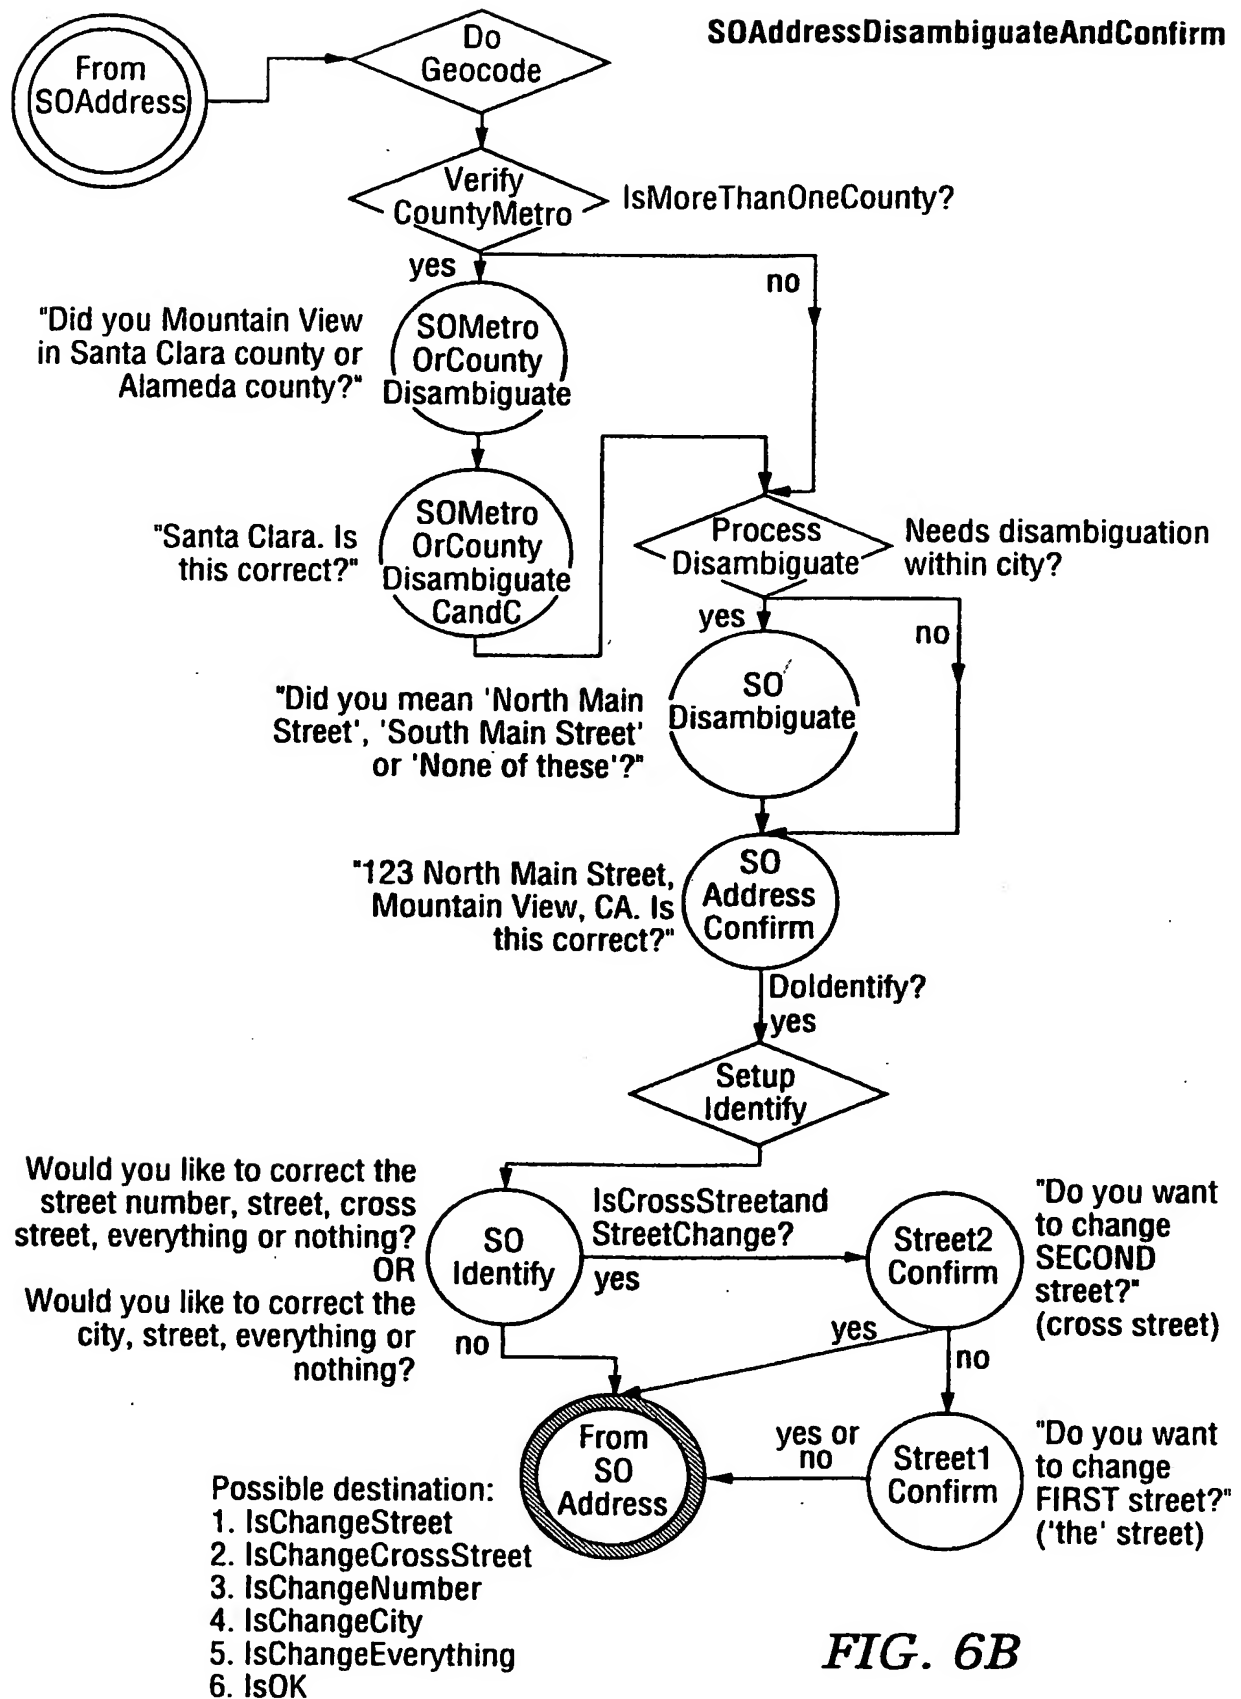 SOAddressDisambiguateAndConfirm
From
SOAddress
Do
Geocode
Verify
CountyMetro
IsMoreThanOneCounty?
yes
no
"Did you Mountain View
in Santa Clara county or
Alameda county?"
SOMetro
OrCounty
Disambiguate
"Santa Clara. Is
this correct?"
SOMetro
OrCounty
Disambiguate
CandC
Process
Disambiguate
Needs disambiguation
within city?
yes
no
"Did you mean 'North Main
Street', 'South Main Street'
or 'None of these'?"
SO
Disambiguate
"123 North Main Street,
Mountain View, CA. Is
this correct?"
SO
Address
Confirm
DoIdentify?
yes
Setup
Identify
Would you like to correct the
street number, street, cross
street, everything or nothing?
OR
Would you like to correct the
city, street, everything or
nothing?
SO
Identify
IsCrossStreetand
StreetChange?
yes
Street2
Confirm
"Do you want
to change
SECOND
street?"
(cross street)
no
yes
no
From
SO
Address
yes or
no
Street1
Confirm
"Do you want
to change
FIRST street?"
('the' street)
Possible destination:
1. IsChangeStreet
2. IsChangeCrossStreet
3. IsChangeNumber
4. IsChangeCity
5. IsChangeEverything
6. IsOK
FIG. 6B